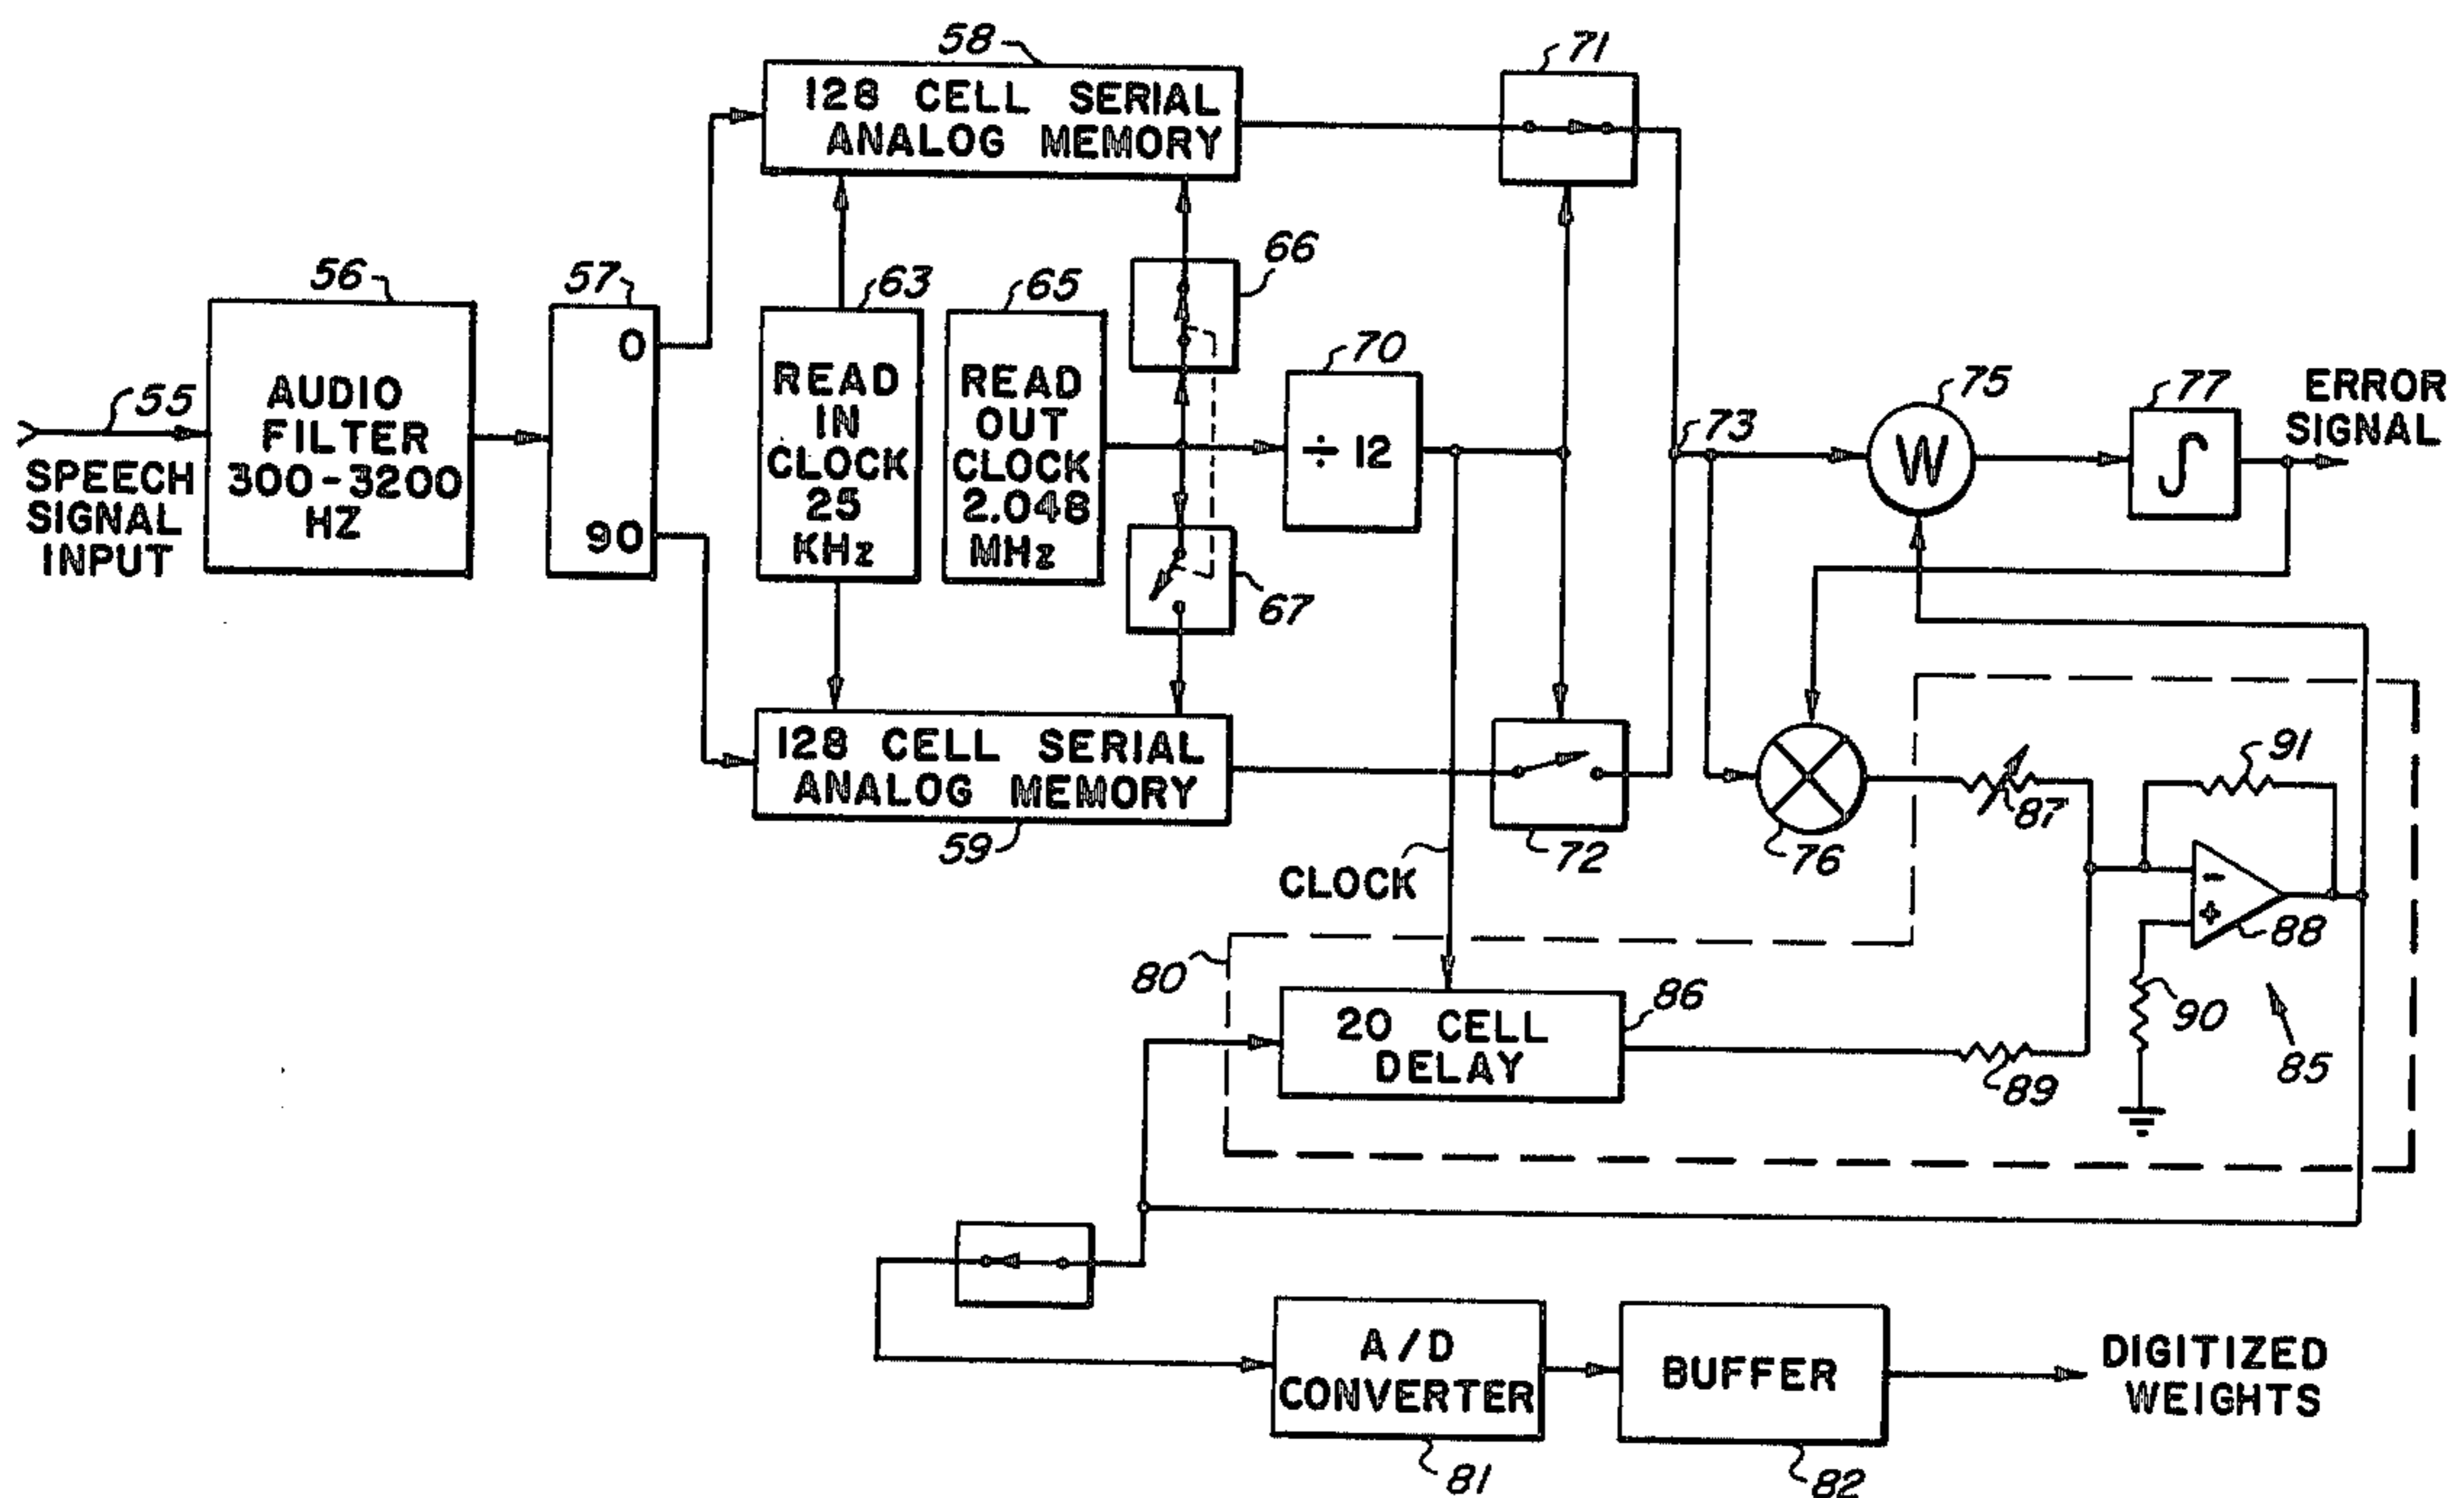 58
71
128 CELL SERIAL
ANALOG MEMORY
56
57
63
65
66
70
0
90
55
AUDIO
FILTER
300-3200
HZ
SPEECH
SIGNAL
INPUT
READ
IN
CLOCK
25
KHz
READ
OUT
CLOCK
2.048
MHz
÷ 12
73
75
W
77
∫
ERROR
SIGNAL
67
128 CELL SERIAL
ANALOG MEMORY
59
72
76
87
91
CLOCK
-
+
88
80
20 CELL
DELAY
86
89
90
85
A/D
CONVERTER
81
BUFFER
82
DIGITIZED
WEIGHTS